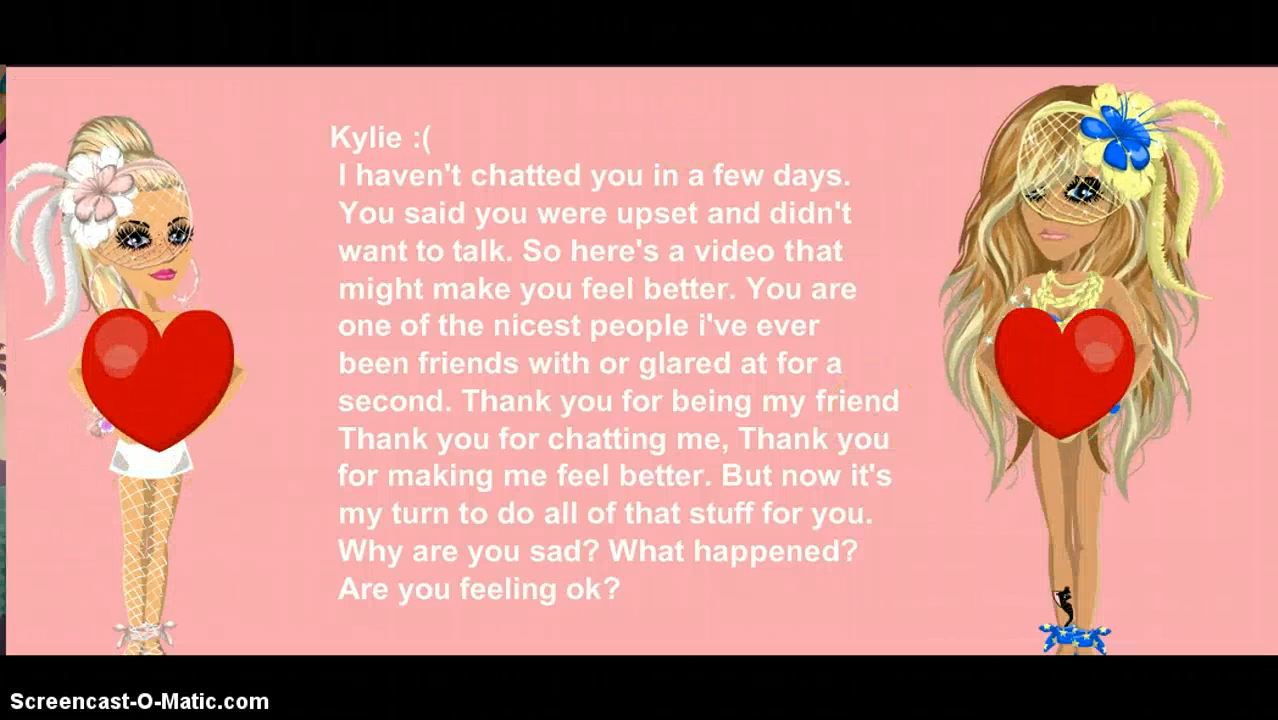 Kylie :(
I haven't chatted you in a few days.
You said you were upset and didn't
want to talk. So here's a video that
might make you feel better. You are
one of the nicest people i've ever
been friends with or glared at for a
second. Thank you for being my friend
Thank you for chatting me, Thank you
for making me feel better. But now it's
my turn to do all of that stuff for you.
Why are you sad? What happened?
Are you feeling ok?
Screencast-O-Matic.com